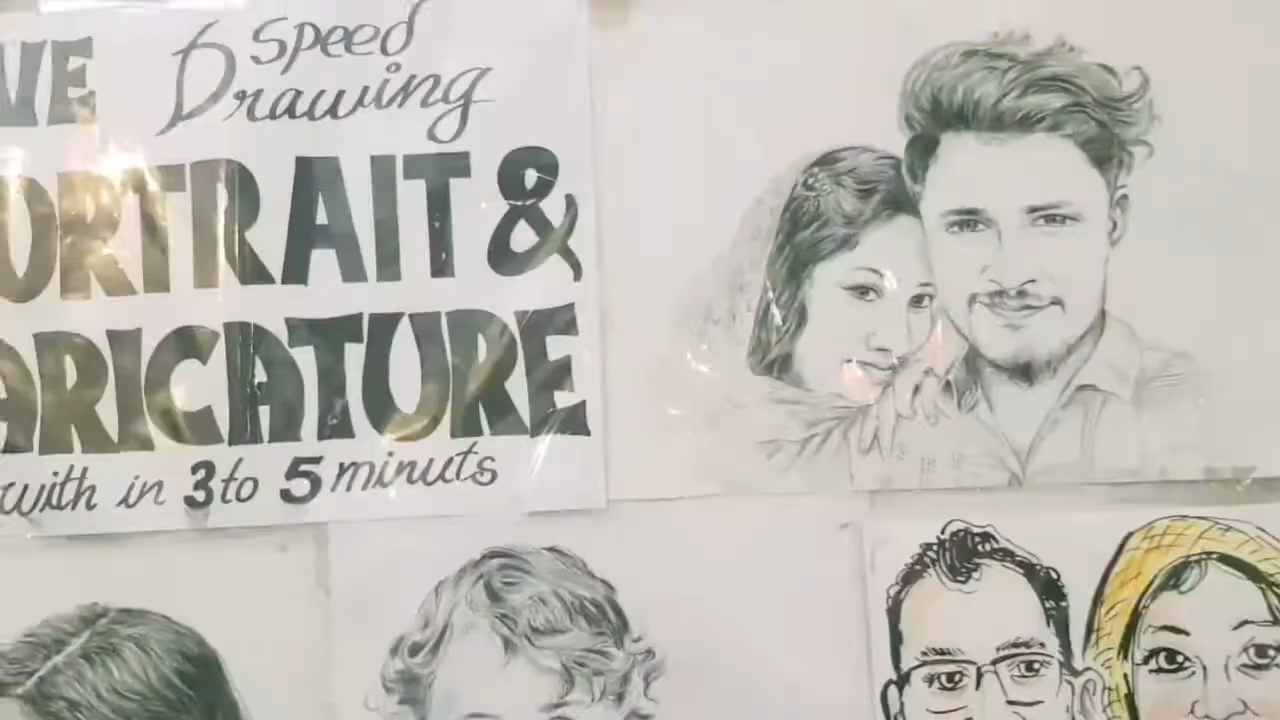 VE Speed
Drawing
ORTRAIT &
ARICATURE
with in 3 to 5 minuts